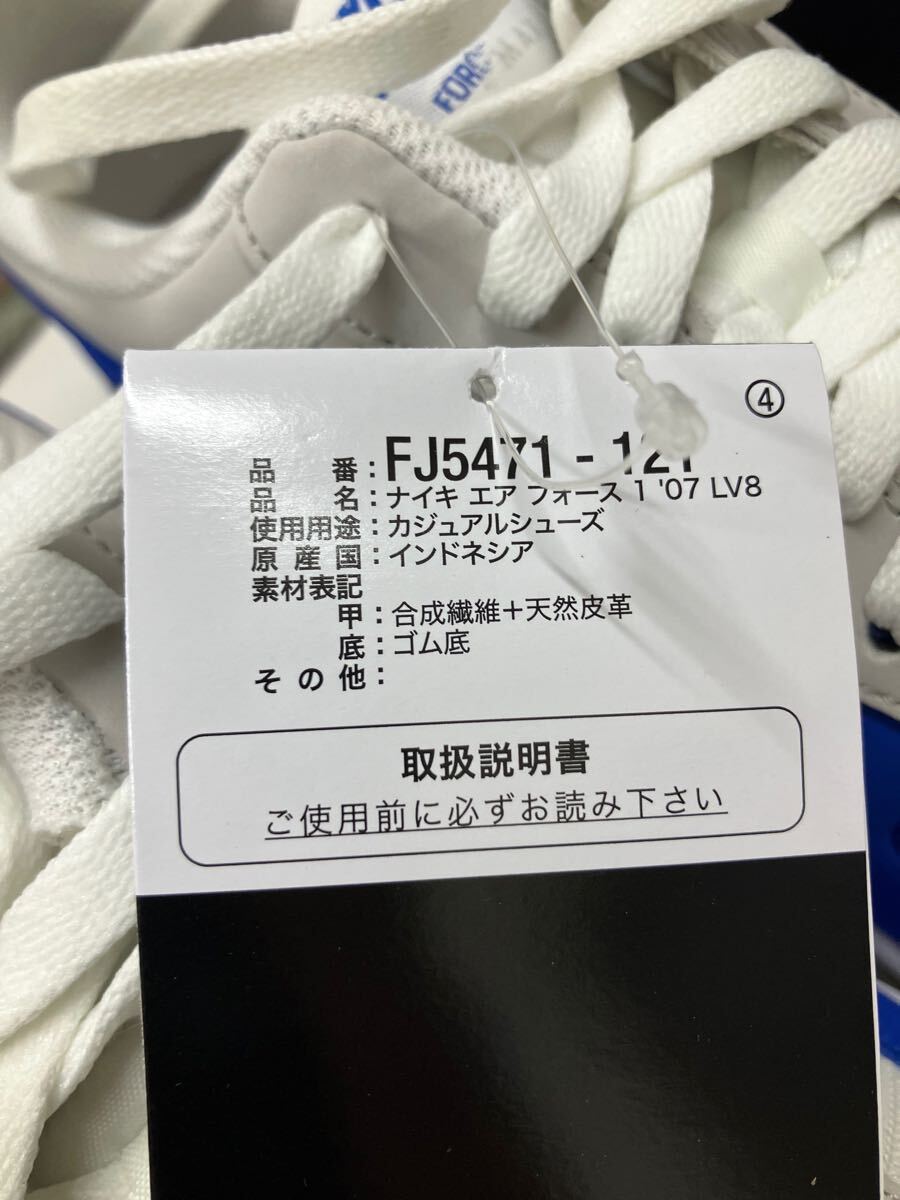 FORC
MA
④
品番：FJ5471 - 121
品名：ナイキ エア フォース 1 '07 LV8
使用用途：カジュアルシューズ
原産国：インドネシア
素材表記
甲：合成繊維＋天然皮革
底：ゴム底
その他：
取扱説明書
ご使用前に必ずお読み下さい